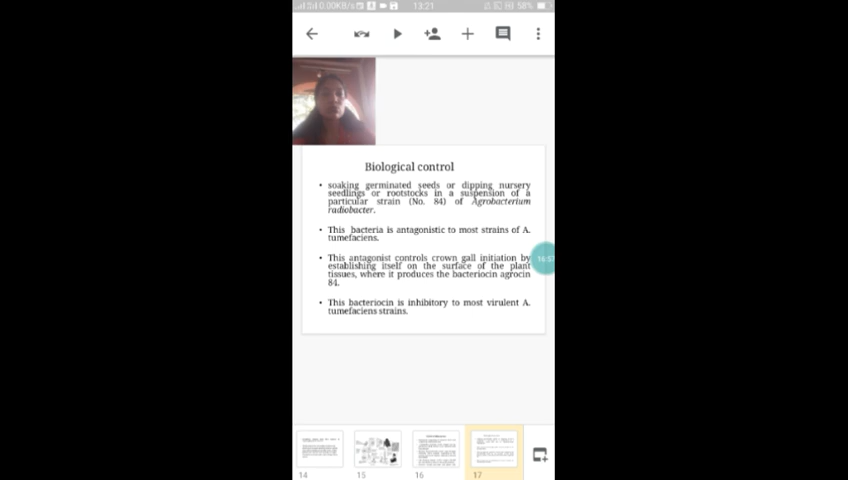 0.00KB/s 13:21 58%
Biological control
• soaking germinated seeds or dipping nursery
seedlings or rootstocks in a suspension of a
particular strain (No. 84) of Agrobacterium
radiobacter.
• This bacteria is antagonistic to most strains of A.
tumefaciens.
• This antagonist controls crown gall initiation by
establishing itself on the surface of the plant
tissues, where it produces the bacteriocin agrocin
84.
• This bacteriocin is inhibitory to most virulent A.
tumefaciens strains.
14 15 16 17